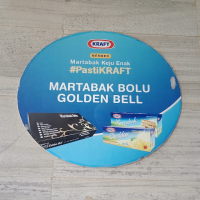 KRAFT
Martabak Keju Enak
#PastiKRAFT
MARTABAK BOLU
GOLDEN BELL